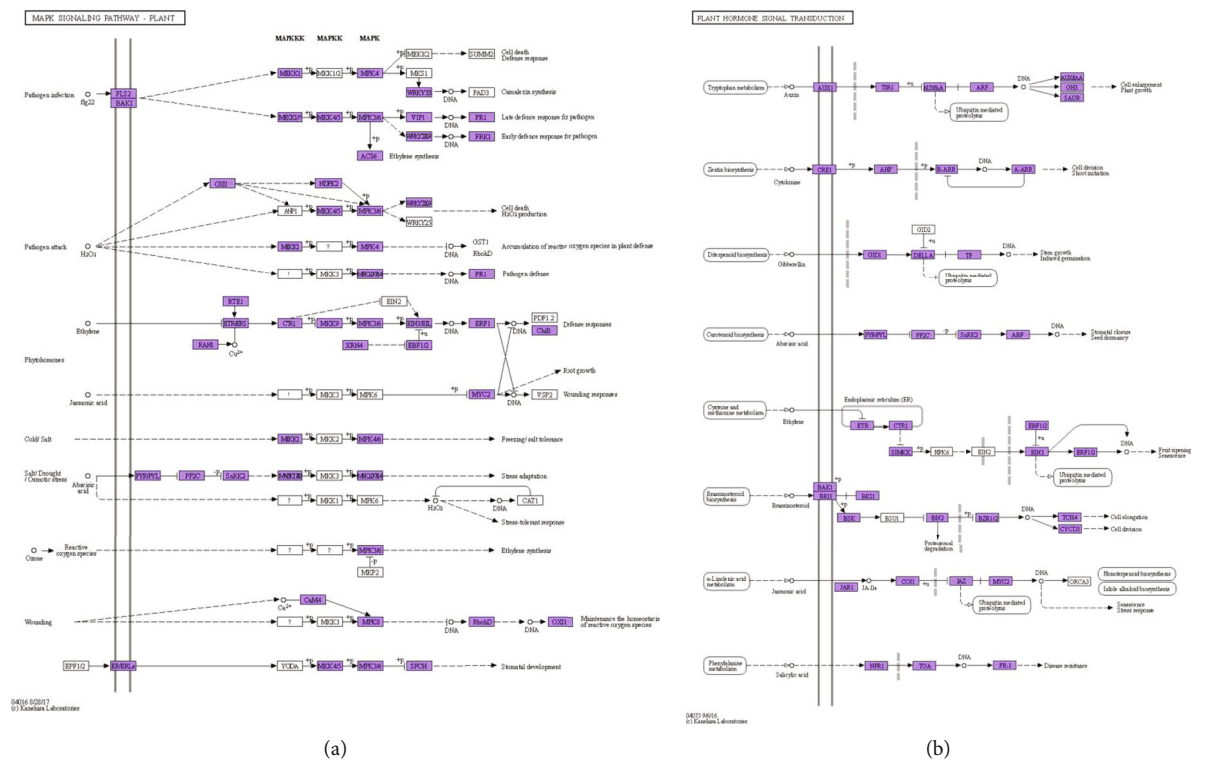 MAPK SIGNALING PATHWAY - PLANT
MAPKKK MAPKK MAPK
+p MEKK2 SUMM2 Cell death
Defense response
MEKK1 +p MKK1/2 +p MPK4 MKS1
Pathogen infection flg22 FLS2
BAK1
WRKY33 DNA PAD3 Camalexin synthesis
+p MKK4/5 +p MPK3/6 +p VIP1 DNA PR1 Late defense response for pathogen
+p DNA FRK1 Early defense response for pathogen
ACS6 Ethylene synthesis
OXI1 NDPK2
+p
ANP1 +p MKK4/5 +p MPK3/6 WRKY25 Cell death
H2O2 production
Pathogen attack H2O2 MEKK1 ? MPK4 DNA GST1
RbohD Accumulation of reactive oxygen species in plant defense
MKK3 DNA PR1 Pathogen defense
RTE1 EIN2
Ethylene ETR/ERS CTR1 +p MKK9 +p MPK3/6 +p EIN3/EIL DNA ERF1 DNA PDF1.2
ChiB Defense responses
RAN1 Cu2+ XRN4 EBF1/2 +u
Phytohormones
Root growth
Jasmonic acid +p MKK3 +p MPK6 +p MYC2 DNA VSP2 Wounding responses
Cold/ Salt MEKK1 +p MKK2 +p MPK4/6 Freezing/ salt tolerance
Salt/ Drought
/ Osmotic stress Abscisic
acid PYR/PYL PP2C -p SnRK2 +p MKK3 +p Stress adaptation
? +p MKK1 +p MPK6 H2O2 DNA CAT1
Stress-tolerant response
Ozone Reactive
oxygen species ? +p ? +p MPK3/6 Ethylene synthesis
-p
MKP2
Ca2+ CaM4
Wounding ? +p MKK3 +p MPK8 DNA RbohD DNA OXI1 Maintenance the homeostasis
of reactive oxygen species
EPF1/2 ER/ERLs YODA +p MKK4/5 +p MPK3/6 +p SPCH Stomatal development
04016 8/28/17
(c) Kanehisa Laboratories
(a)
PLANT HORMONE SIGNAL TRANSDUCTION
Tryptophan metabolism Auxin AUX1 TIR1 +u AUX/IAA ARF DNA AUX/IAA
GH3
SAUR Cell enlargement
Plant growth
Ubiquitin mediated
proteolysis
Zeatin biosynthesis Cytokinine CRE1 +p AHP +p B-ARR DNA A-ARR Cell division
Shoot initiation
GID2
+u
Diterpenoid biosynthesis Gibberellin GID1 DELLA TF DNA Stem growth
Induced germination
Ubiquitin mediated
proteolysis
Carotenoid biosynthesis Abscisic acid PYR/PYL PP2C -p SnRK2 +p ABF DNA Stomatal closure
Seed dormancy
Endoplasmic reticulum (ER)
Cysteine and
methionine metabolism Ethylene ETR CTR1
EBF1/2
+u
SIMKK MPK6 EIN2 EIN3 ERF1/2 DNA Fruit ripening
Senescence
Ubiquitin mediated
proteolysis
Brassinosteroid
biosynthesis Brassinosteroid BAK1
BRI1 +p BKI1
+p
BSK BSU1 BIN2 +p BZR1/2 DNA TCH4 Cell elongation
CYCD3 Cell division
Proteasomal
degradation
α-Linolenic acid
metabolism Jasmonic acid JAR1 JA-Ile COI1 +u JAZ MYC2 DNA ORCA3 Monoterpenoid biosynthesis
Indole alkaloid biosynthesis
Ubiquitin mediated
proteolysis Senescence
Stress response
Phenylalanine
metabolism Salicylic acid NPR1 TGA DNA PR-1 Disease resistance
04075 9/6/16
(c) Kanehisa Laboratories
(b)